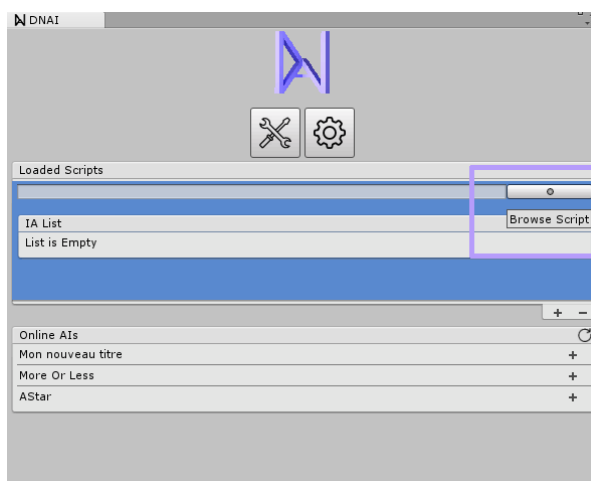 DNAI
Loaded Scripts
Browse Script
IA List
List is Empty
+ −
Online AIs
Mon nouveau titre +
More Or Less +
AStar +